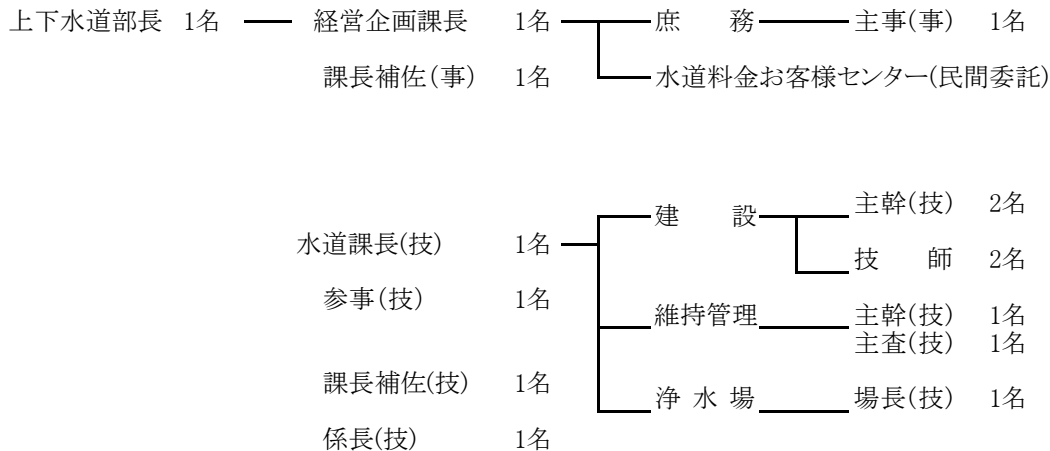 上下水道部長 1名 経営企画課長 1名 庶 務 主事(事) 1名
課長補佐(事) 1名 水道料金お客様センター(民間委託)
建 設 主幹(技) 2名
水道課長(技) 1名
技 師 2名
参事(技) 1名
維持管理 主幹(技) 1名
主査(技) 1名
課長補佐(技) 1名
浄 水 場 場長(技) 1名
係長(技) 1名